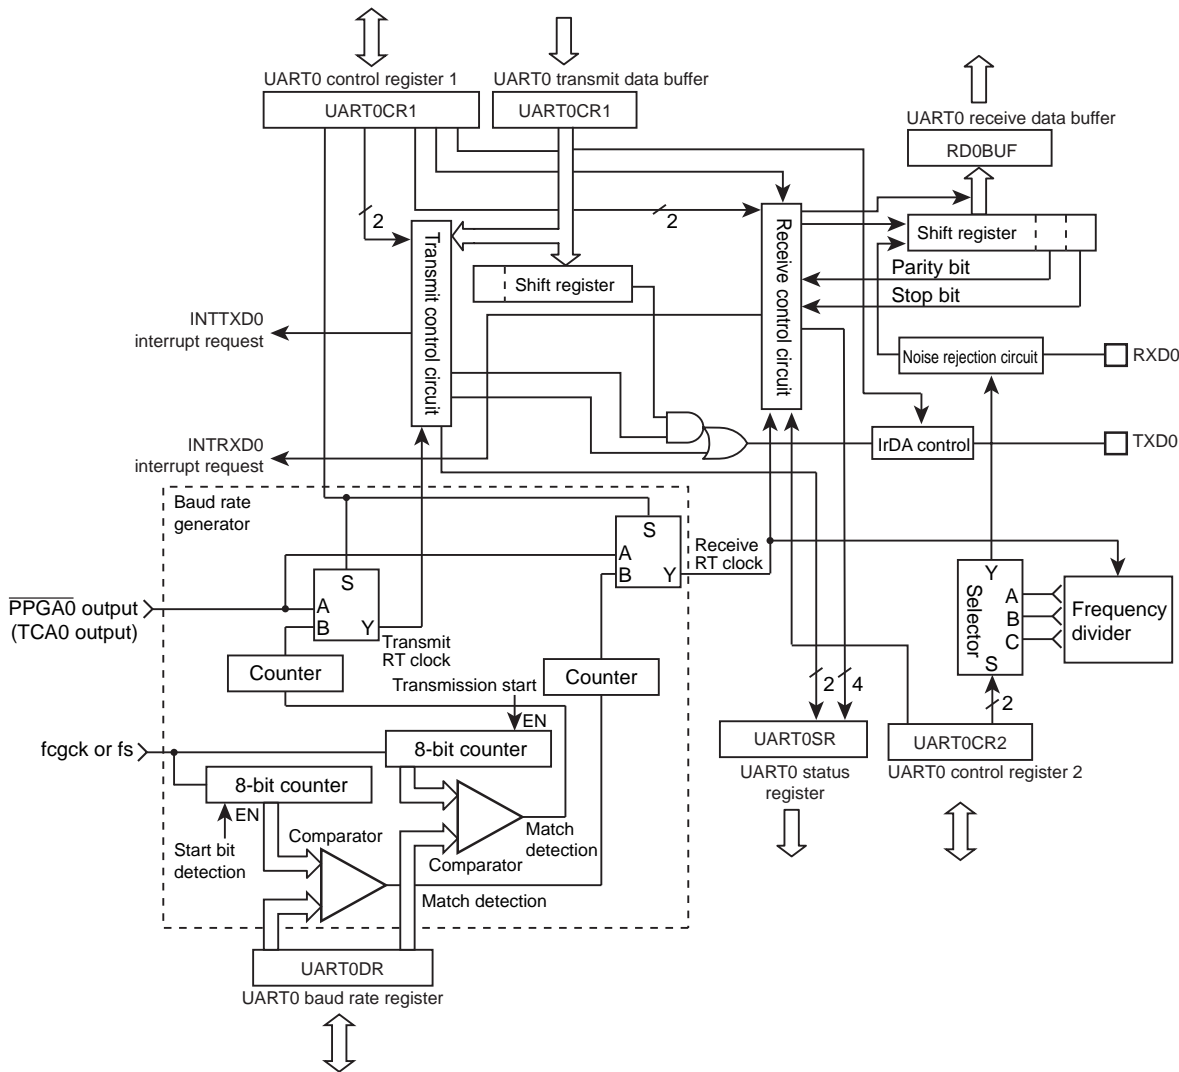 UART0 control register 1
UART0CR1
UART0 transmit data buffer
UART0CR1
UART0 receive data buffer
RD0BUF
2
2
Transmit control circuit
Receive control circuit
Shift register
Shift register
Parity bit
Stop bit
INTTXD0
interrupt request
Noise rejection circuit
RXD0
INTRXD0
interrupt request
IrDA control
TXD0
Baud rate
generator
S
A
B
Y
Receive
RT clock
PPGA0 output
(TCA0 output)
S
A
B
Y
Transmit
RT clock
Y
Selector
A
B
C
S
Frequency
divider
Counter
Counter
Transmission start
EN
2
4
2
fcgck or fs
8-bit counter
8-bit counter
EN
Start bit
detection
Comparator
Comparator
Match
detection
Match detection
UART0SR
UART0 status
register
UART0CR2
UART0 control register 2
UART0DR
UART0 baud rate register